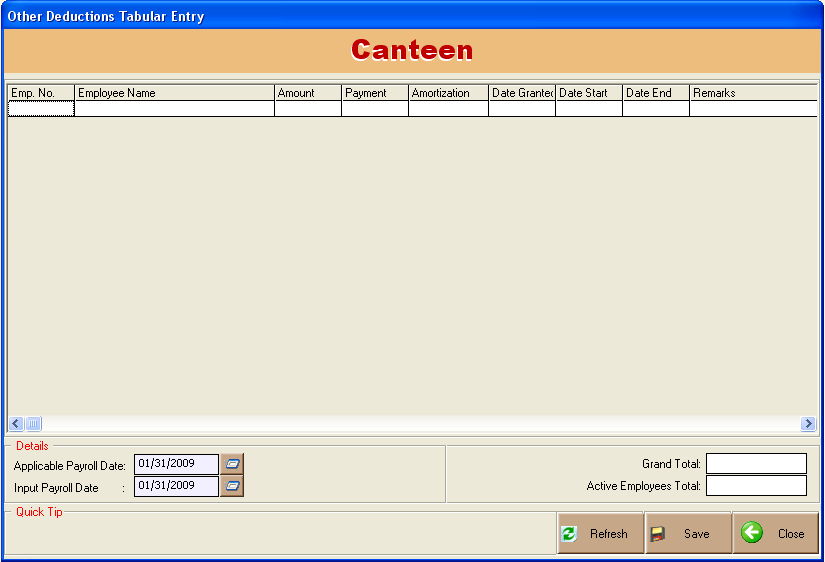 Other Deductions Tabular Entry
Canteen
Emp. No. Employee Name Amount Payment Amortization Date Grantec Date Start Date End Remarks
Details
Applicable Payroll Date: 01/31/2009
Input Payroll Date : 01/31/2009
Grand Total:
Active Employees Total:
Quick Tip
Refresh Save Close